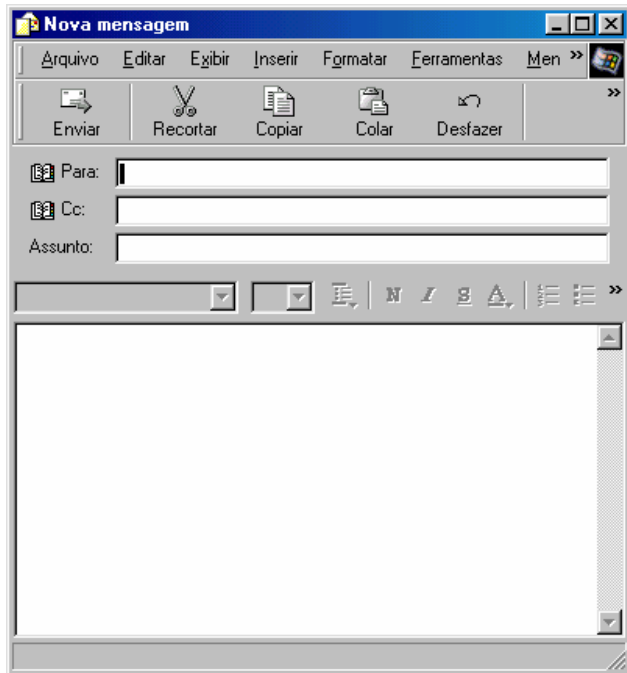 Nova mensagem
Arquivo Editar Exibir Inserir Formatar Ferramentas Men »
Enviar Recortar Copiar Colar Desfazer »
Para:
Cc:
Assunto:
N I S A »